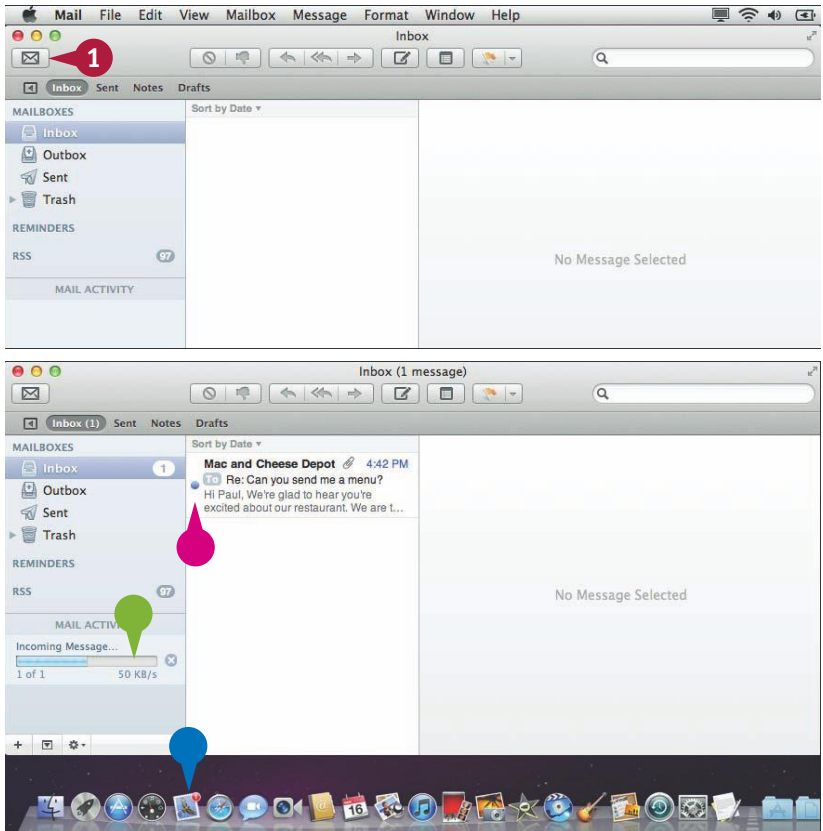 Mail File Edit View Mailbox Message Format Window Help
Inbox
1
Inbox Sent Notes Drafts
MAILBOXES
Sort by Date
Inbox
Outbox
Sent
Trash
REMINDERS
RSS 97
No Message Selected
MAIL ACTIVITY
Inbox (1 message)
Inbox (1) Sent Notes Drafts
MAILBOXES
Sort by Date
Inbox 1
Mac and Cheese Depot 4:42 PM
To Re: Can you send me a menu?
Hi Paul, We're glad to hear you're
excited about our restaurant. We are t...
Outbox
Sent
Trash
REMINDERS
RSS 97
No Message Selected
MAIL ACTIV
Incoming Message...
1 of 1 50 KB/s
16